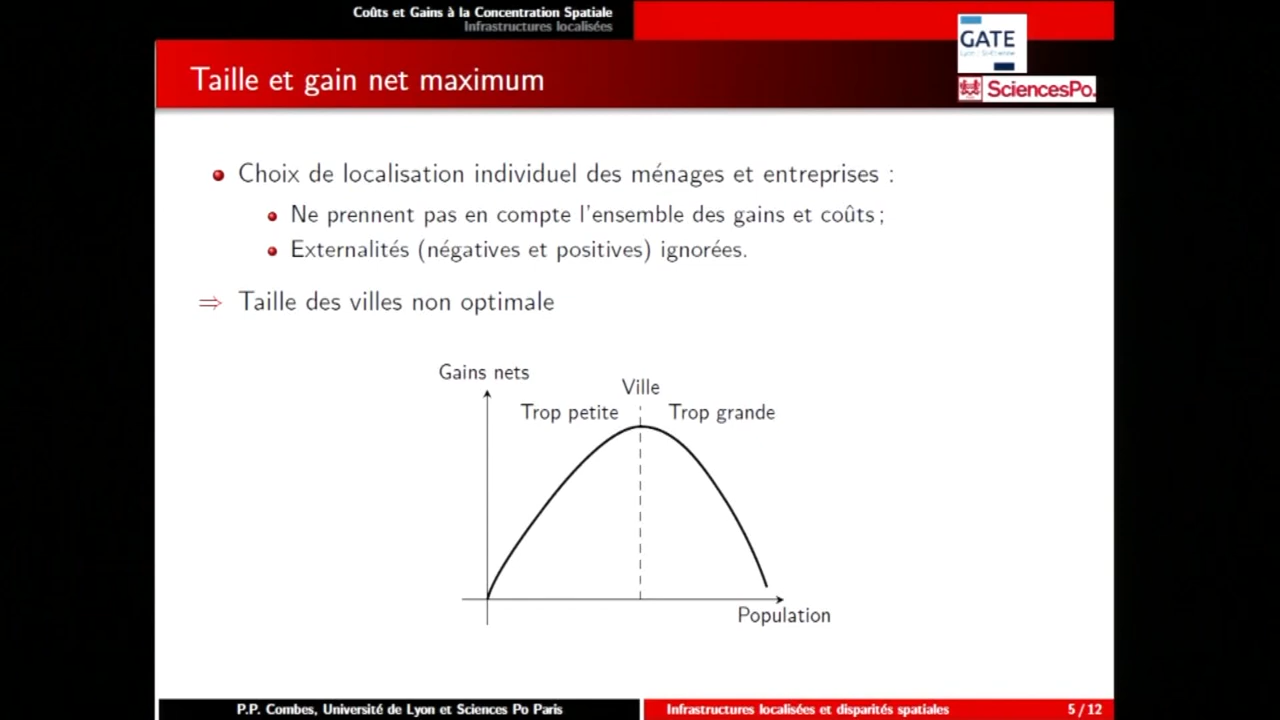 Coûts et Gains à la Concentration Spatiale
Infrastructures localisées
GATE
SciencesPo.
Taille et gain net maximum
Choix de localisation individuel des ménages et entreprises :
Ne prennent pas en compte l'ensemble des gains et coûts ;
Externalités (négatives et positives) ignorées.
⇒ Taille des villes non optimale
Gains nets
Ville
Trop petite Trop grande
Population
P.P. Combes, Université de Lyon et Sciences Po Paris Infrastructures localisées et disparités spatiales 5 / 12